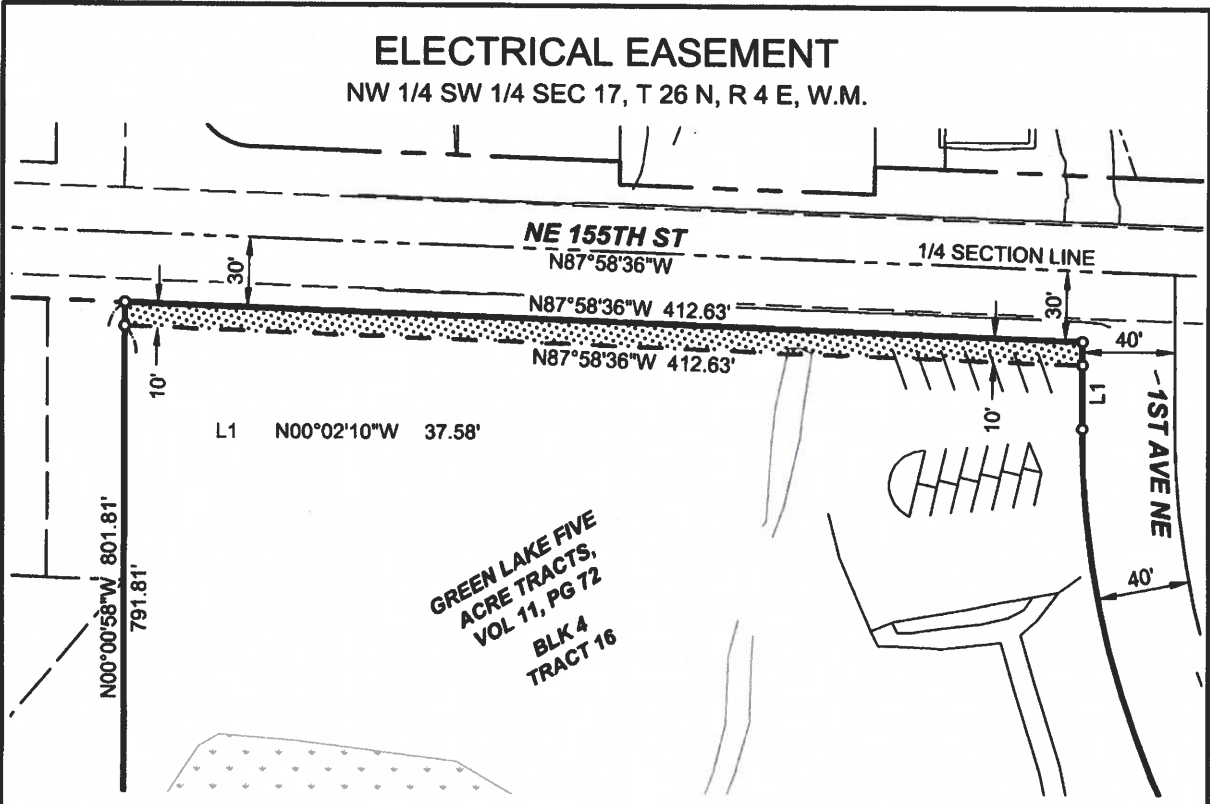 ELECTRICAL EASEMENT
NW 1/4 SW 1/4 SEC 17, T 26 N, R 4 E, W.M.
NE 155TH ST
N87°58'36"W
1/4 SECTION LINE
30'
30'
N87°58'36"W 412.63'
N87°58'36"W 412.63'
10'
10'
40'
L1
1ST AVE NE
L1 N00°02'10"W 37.58'
N00°00'58"W 801.81'
791.81'
GREEN LAKE FIVE
ACRE TRACTS,
VOL 11, PG 72
BLK 4
TRACT 16
40'